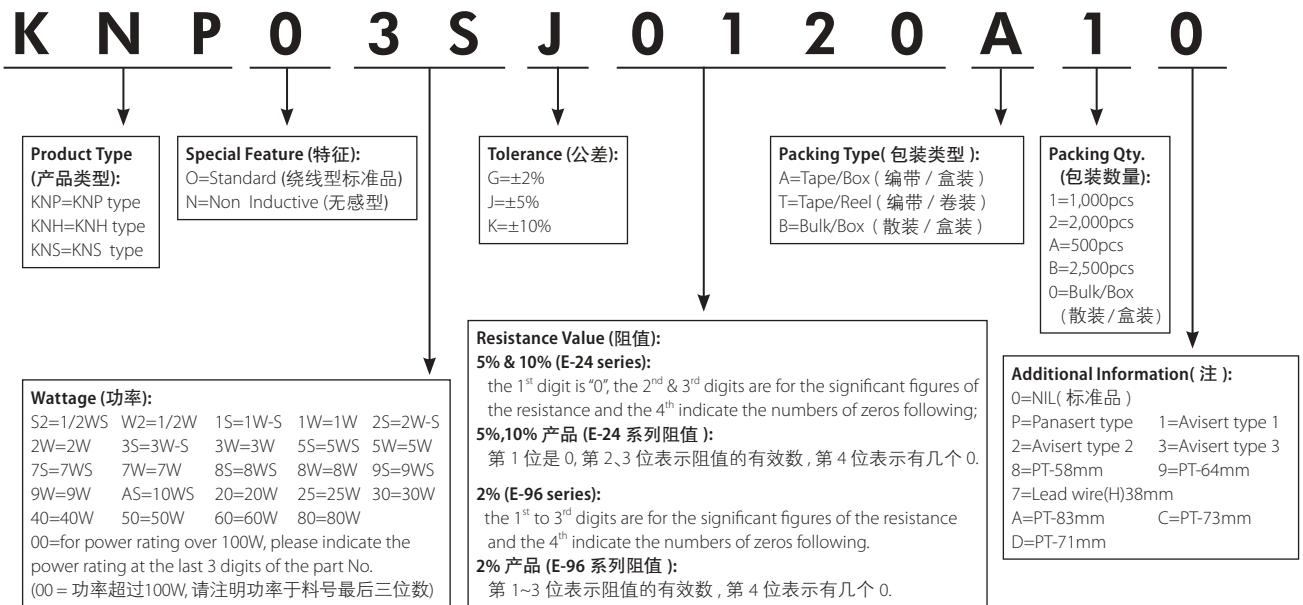 K N P 0 3 S J 0 1 2 0 A 1 0
Product Type
(产品类型):
KNP=KNP type
KNH=KNH type
KNS=KNS type
Special Feature (特征):
O=Standard (绕线型标准品)
N=Non Inductive (无感型)
Tolerance (公差):
G=±2%
J=±5%
K=±10%
Packing Type( 包装类型 ):
A=Tape/Box ( 编带 / 盒装 )
T=Tape/Reel ( 编带 / 卷装 )
B=Bulk/Box ( 散装 / 盒装 )
Packing Qty.
(包装数量):
1=1,000pcs
2=2,000pcs
A=500pcs
B=2,500pcs
0=Bulk/Box
(散装/盒装)
Wattage (功率):
S2=1/2WS W2=1/2W 1S=1W-S 1W=1W 2S=2W-S
2W=2W 3S=3W-S 3W=3W 5S=5WS 5W=5W
7S=7WS 7W=7W 8S=8WS 8W=8W 9S=9WS
9W=9W AS=10WS 20=20W 25=25W 30=30W
40=40W 50=50W 60=60W 80=80W
00=for power rating over 100W, please indicate the
power rating at the last 3 digits of the part No.
(00 = 功率超过100W, 请注明功率于料号最后三位数)
Resistance Value (阻值):
5% & 10% (E-24 series):
the 1st digit is “0”, the 2nd & 3rd digits are for the significant figures of
the resistance and the 4th indicate the numbers of zeros following;
5%,10% 产品 (E-24 系列阻值 ):
第 1 位是 0, 第 2、3 位表示阻值的有效数 , 第 4 位表示有几个 0.
2% (E-96 series):
the 1st to 3rd digits are for the significant figures of the resistance
and the 4th indicate the numbers of zeros following.
2% 产品 (E-96 系列阻值 ):
第 1~3 位表示阻值的有效数 , 第 4 位表示有几个 0.
Additional Information( 注 ):
0=NIL( 标准品 )
P=Panasert type 1=Avisert type 1
2=Avisert type 2 3=Avisert type 3
8=PT-58mm 9=PT-64mm
7=Lead wire(H)38mm
A=PT-83mm C=PT-73mm
D=PT-71mm